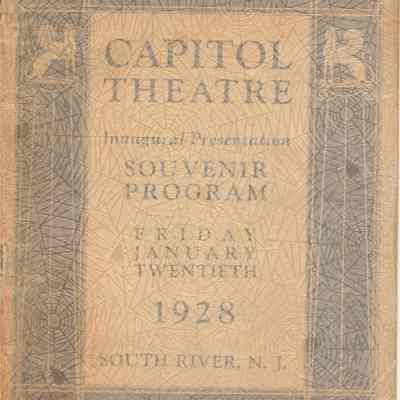 CAPITOL
THEATRE
Inaugural Presentation
SOUVENIR
PROGRAM
FRIDAY
JANUARY
TWENTIETH
1928
SOUTH RIVER, N. J.